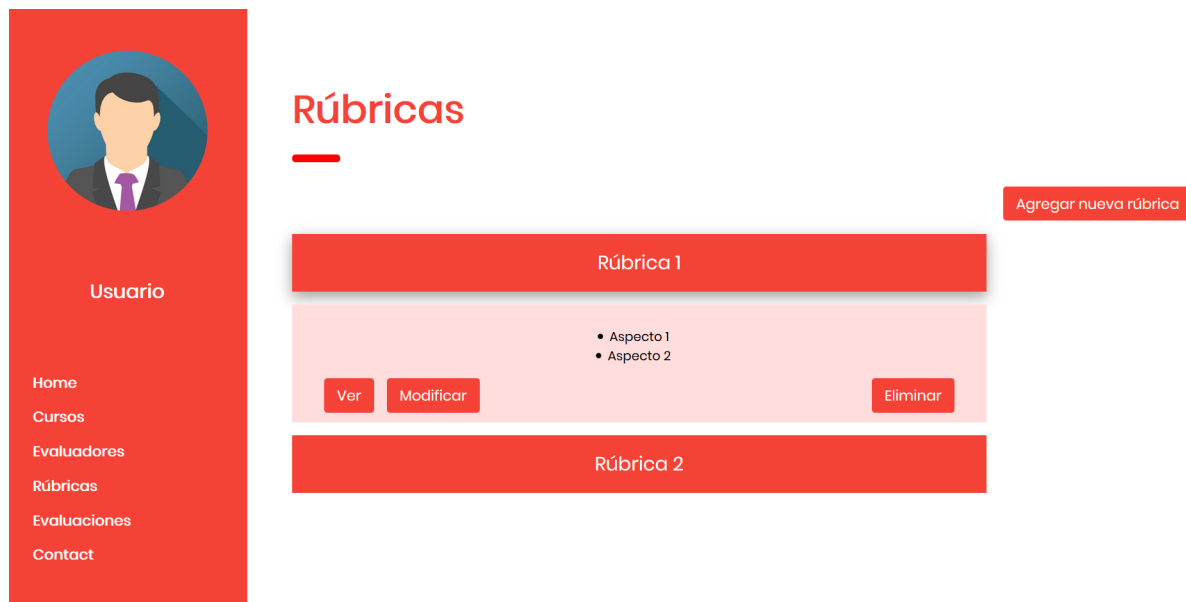 Usuario
Home
Cursos
Evaluadores
Rúbricas
Evaluaciones
Contact
Rúbricas
Agregar nueva rúbrica
Rúbrica 1
Aspecto 1
Aspecto 2
Ver Modificar Eliminar
Rúbrica 2